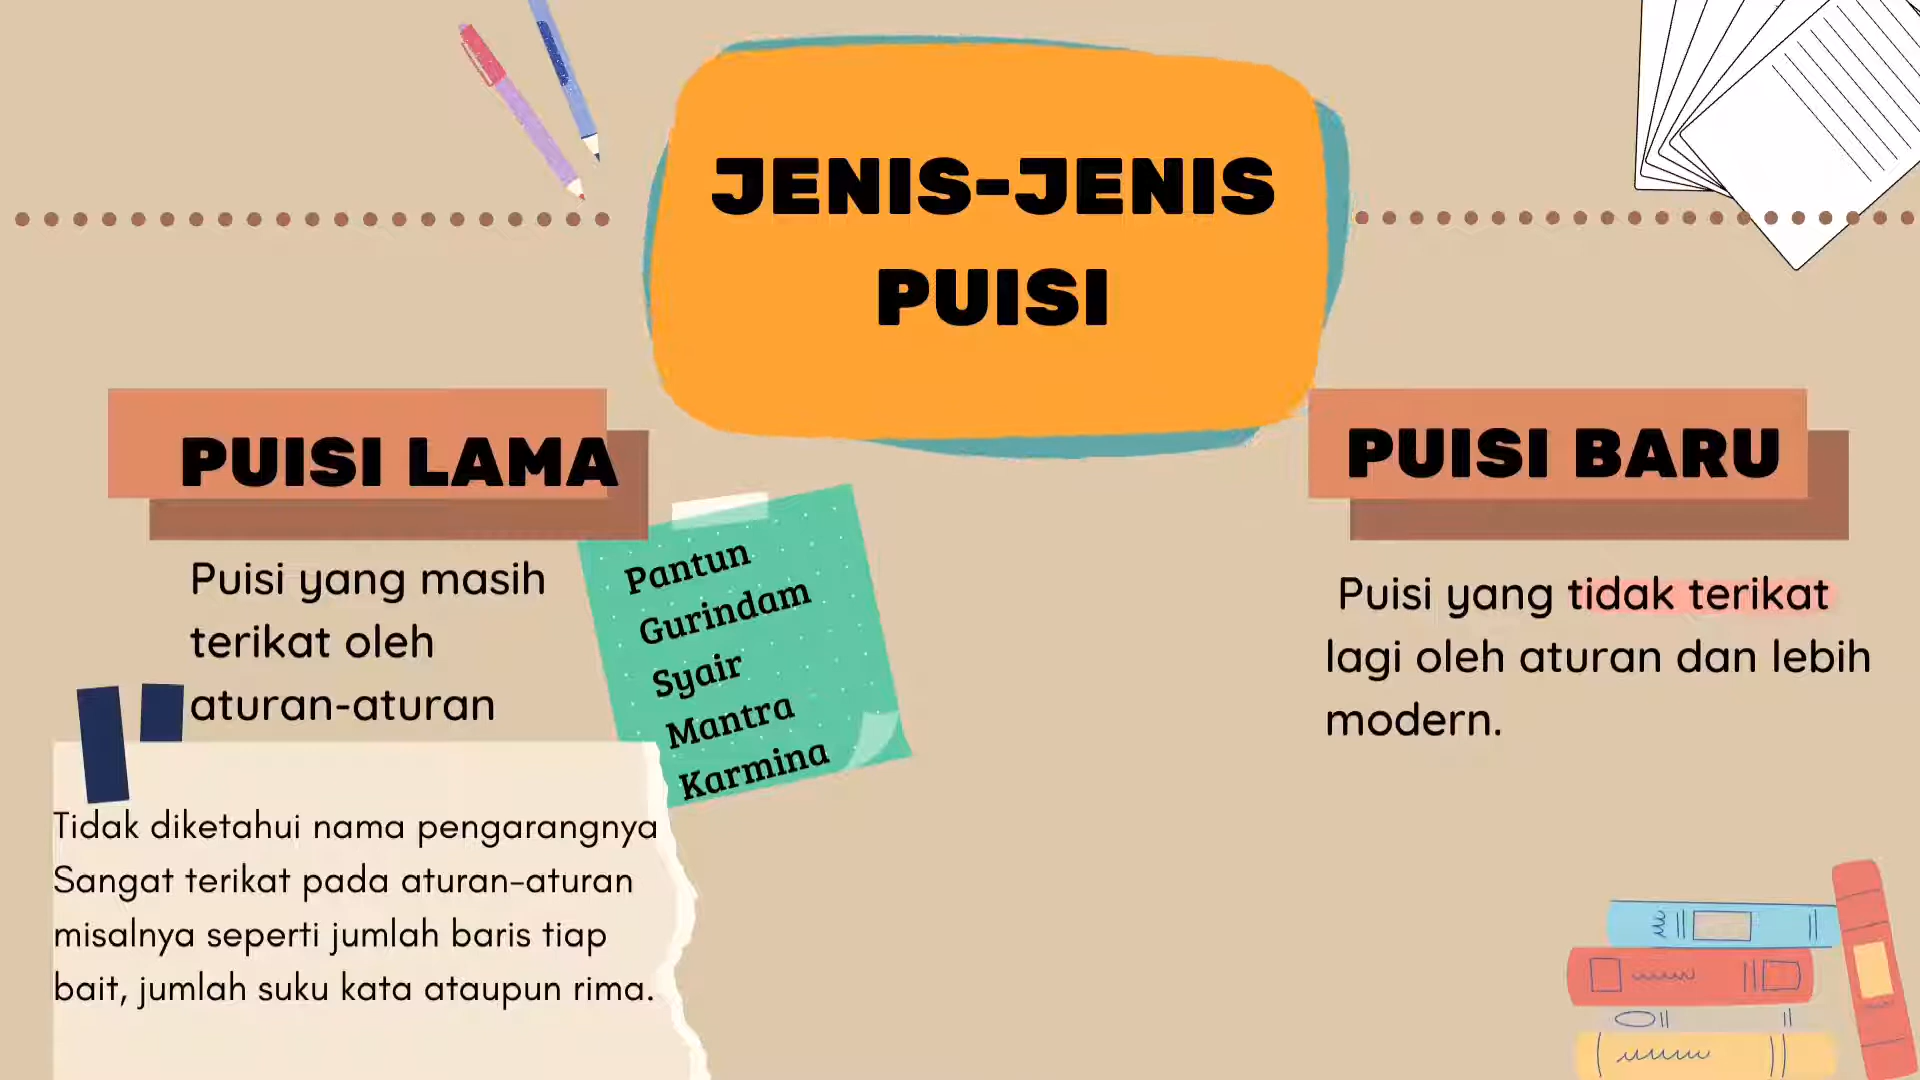 JENIS-JENIS
PUISI
PUISI LAMA
Puisi yang masih
terikat oleh
aturan-aturan
Pantun
Gurindam
Syair
Mantra
Karmina
Tidak diketahui nama pengarangnya
Sangat terikat pada aturan-aturan
misalnya seperti jumlah baris tiap
bait, jumlah suku kata ataupun rima.
PUISI BARU
Puisi yang tidak terikat
lagi oleh aturan dan lebih
modern.